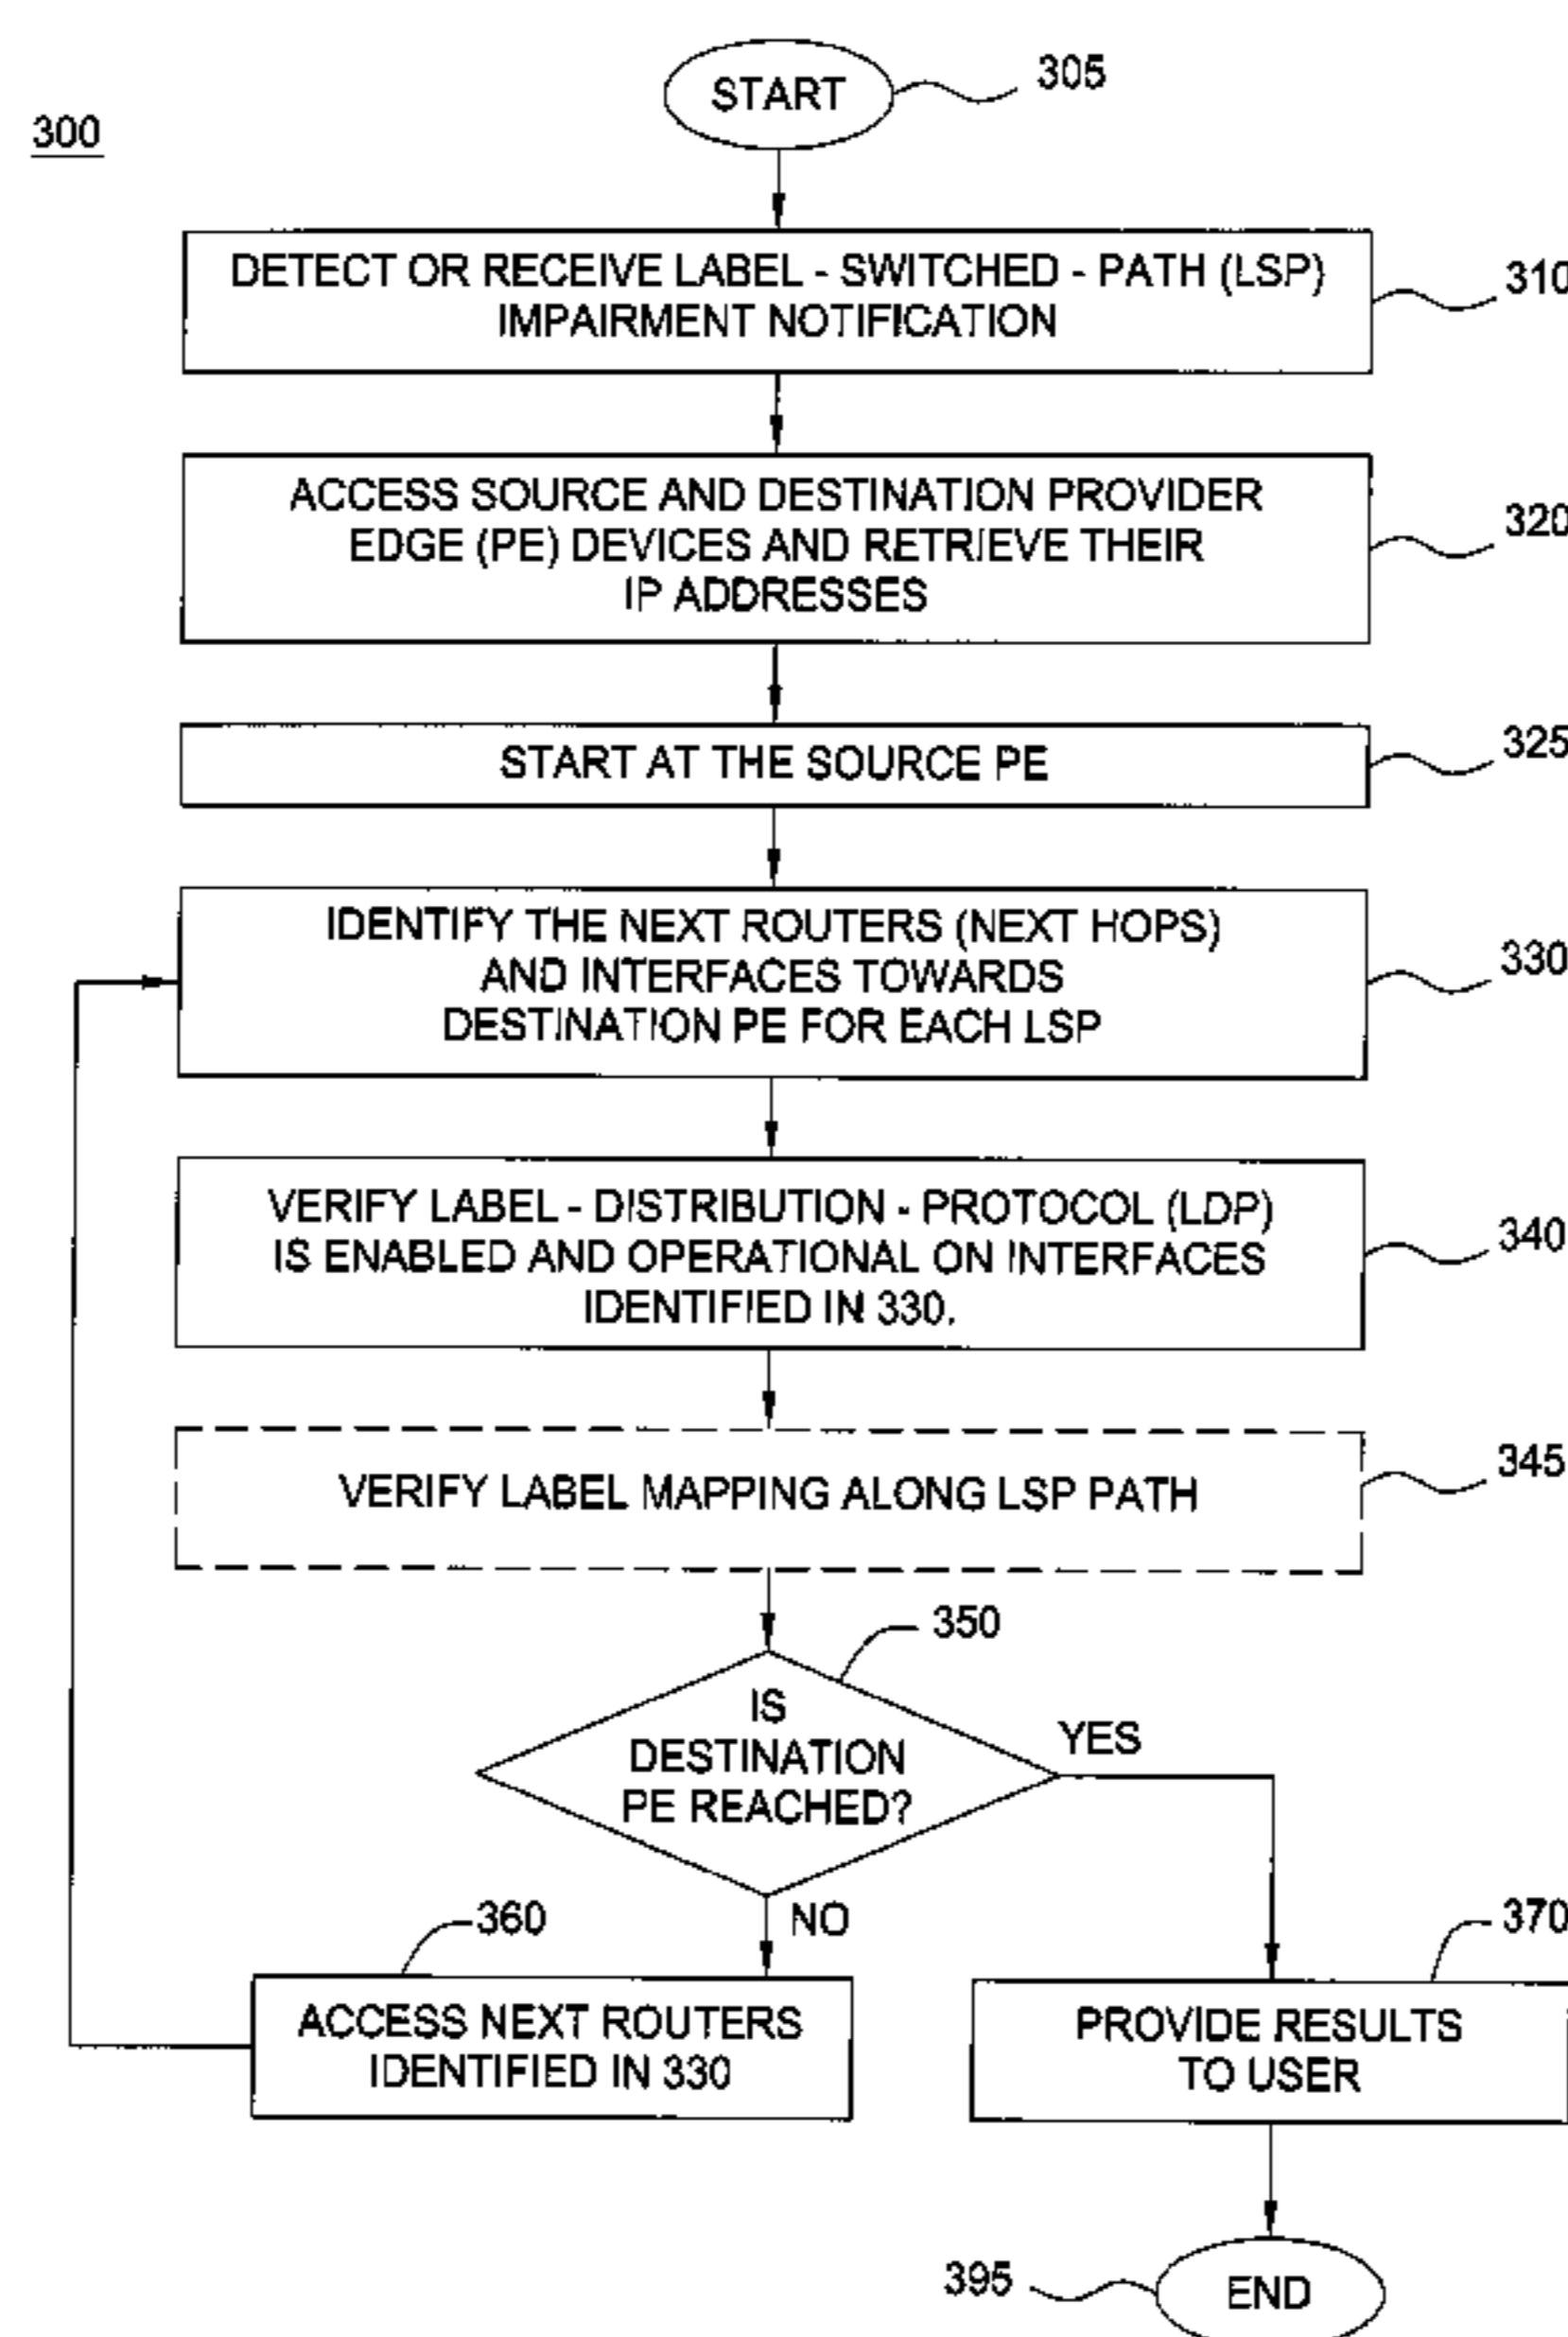 300
START
305
DETECT OR RECEIVE LABEL - SWITCHED - PATH (LSP)
IMPAIRMENT NOTIFICATION
310
ACCESS SOURCE AND DESTINATION PROVIDER
EDGE (PE) DEVICES AND RETRIEVE THEIR
IP ADDRESSES
320
START AT THE SOURCE PE
325
IDENTIFY THE NEXT ROUTERS (NEXT HOPS)
AND INTERFACES TOWARDS
DESTINATION PE FOR EACH LSP
330
VERIFY LABEL - DISTRIBUTION - PROTOCOL (LDP)
IS ENABLED AND OPERATIONAL ON INTERFACES
IDENTIFIED IN 330.
340
VERIFY LABEL MAPPING ALONG LSP PATH
345
350
IS
DESTINATION
PE REACHED?
YES
NO
360
ACCESS NEXT ROUTERS
IDENTIFIED IN 330
370
PROVIDE RESULTS
TO USER
395
END